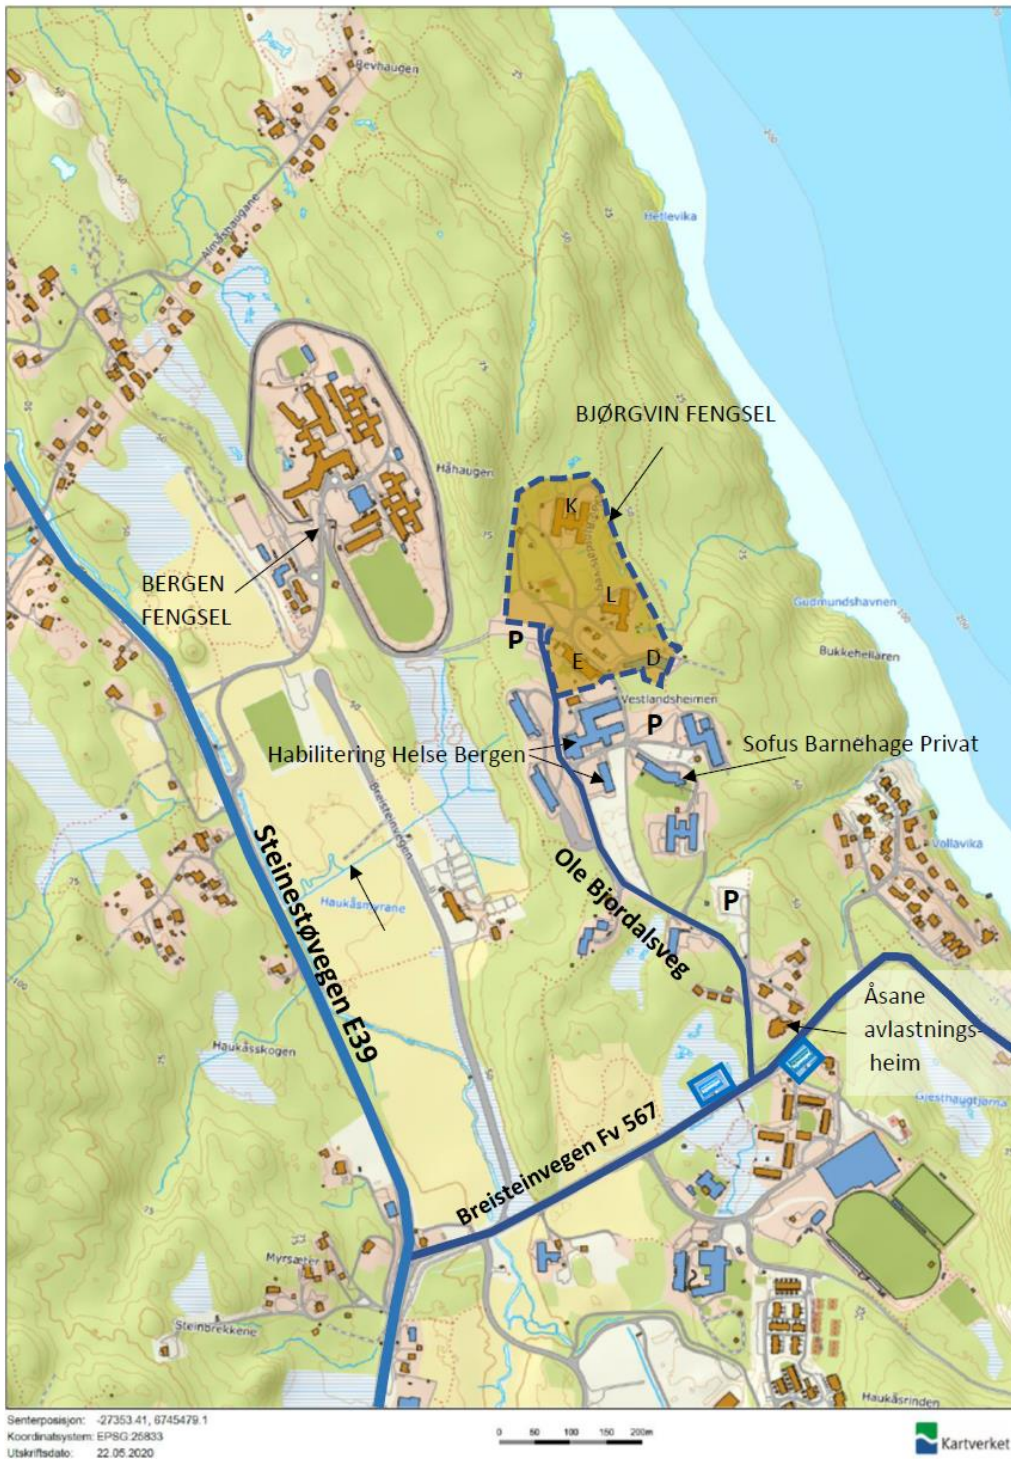 Bevhaugen
Almåshaugane
Hetlevika
Håhaugen
BJØRGVIN FENGSEL
K
L
BERGEN
FENGSEL
Gudmundshavnen
Bukkehellaren
P
E
D
Vestlandsheimen
P
Habilitering Helse Bergen
Sofus Barnehage Privat
Breisteinvegen
Steinestøvegen E39
Ole Bjordalsveg
Vollavika
Haukåsmyrane
P
Åsane
avlastnings-
heim
Haukåsskogen
Gjesthaugtjørna
Breisteinvegen Fv 567
Myrsæter
Steinbrekkene
Haukåsrinden
Senterposisjon: -27353.41, 6745479.1
Koordinatsystem: EPSG:25833
Utskriftsdato: 22.05.2020
0 50 100 150 200m
Kartverket